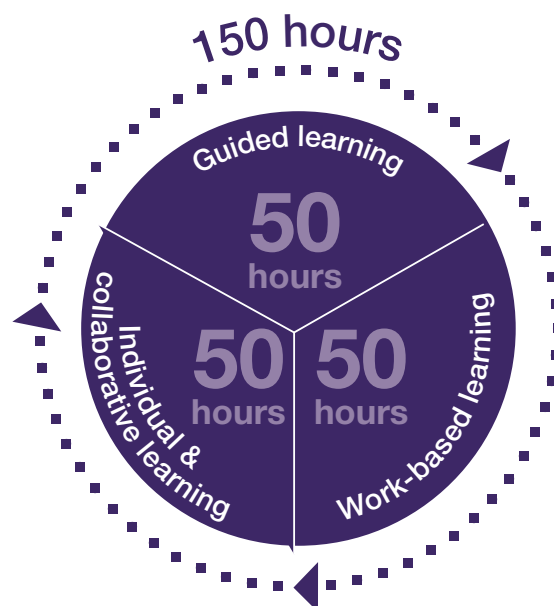 150 hours
Guided learning
50
hours
Individual &
collaborative learning
50
hours
50
hours
Work-based learning